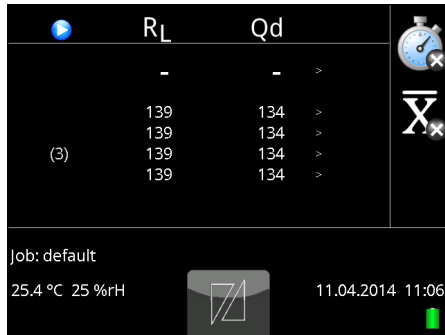 RL Qd
- - >
139 134 >
139 134 >
(3) 139 134 >
139 134 >
X
Job: default
25.4 °C 25 %rH 11.04.2014 11:06